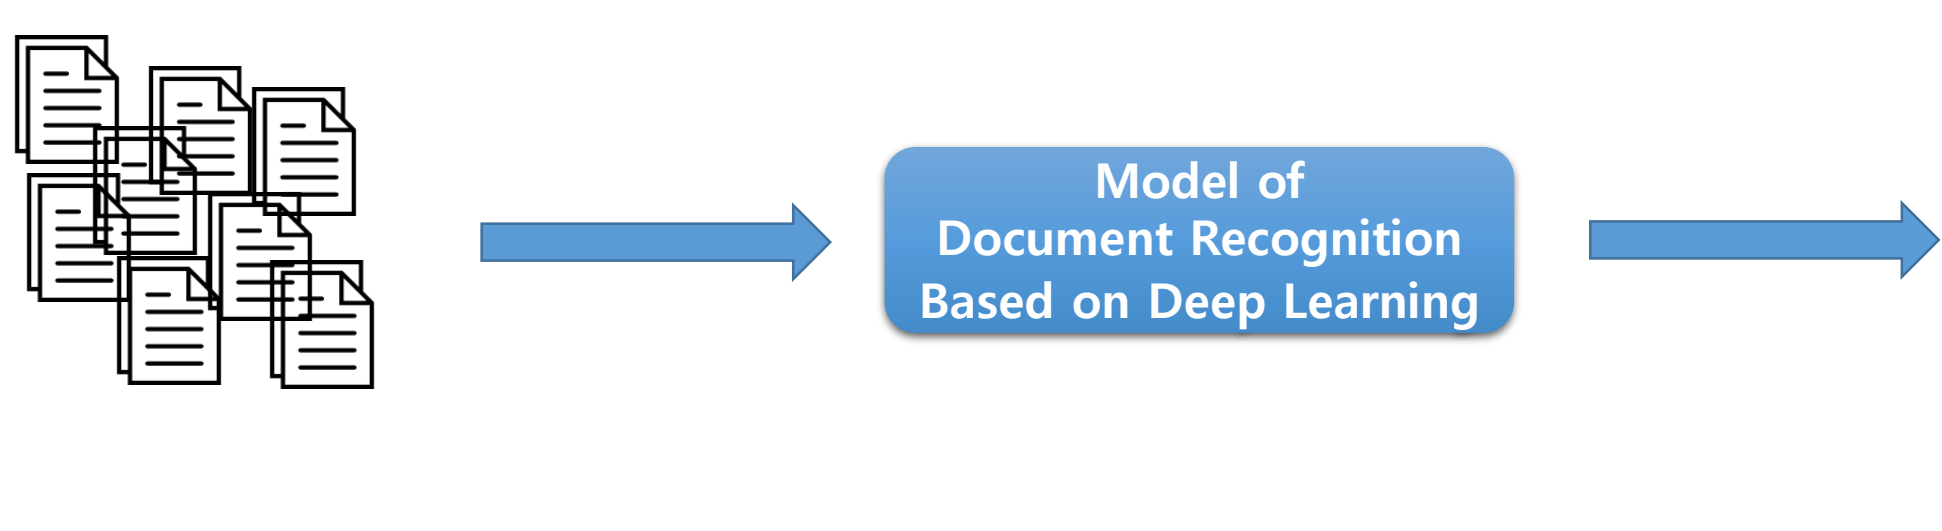 Model of
Document Recognition
Based on Deep Learning